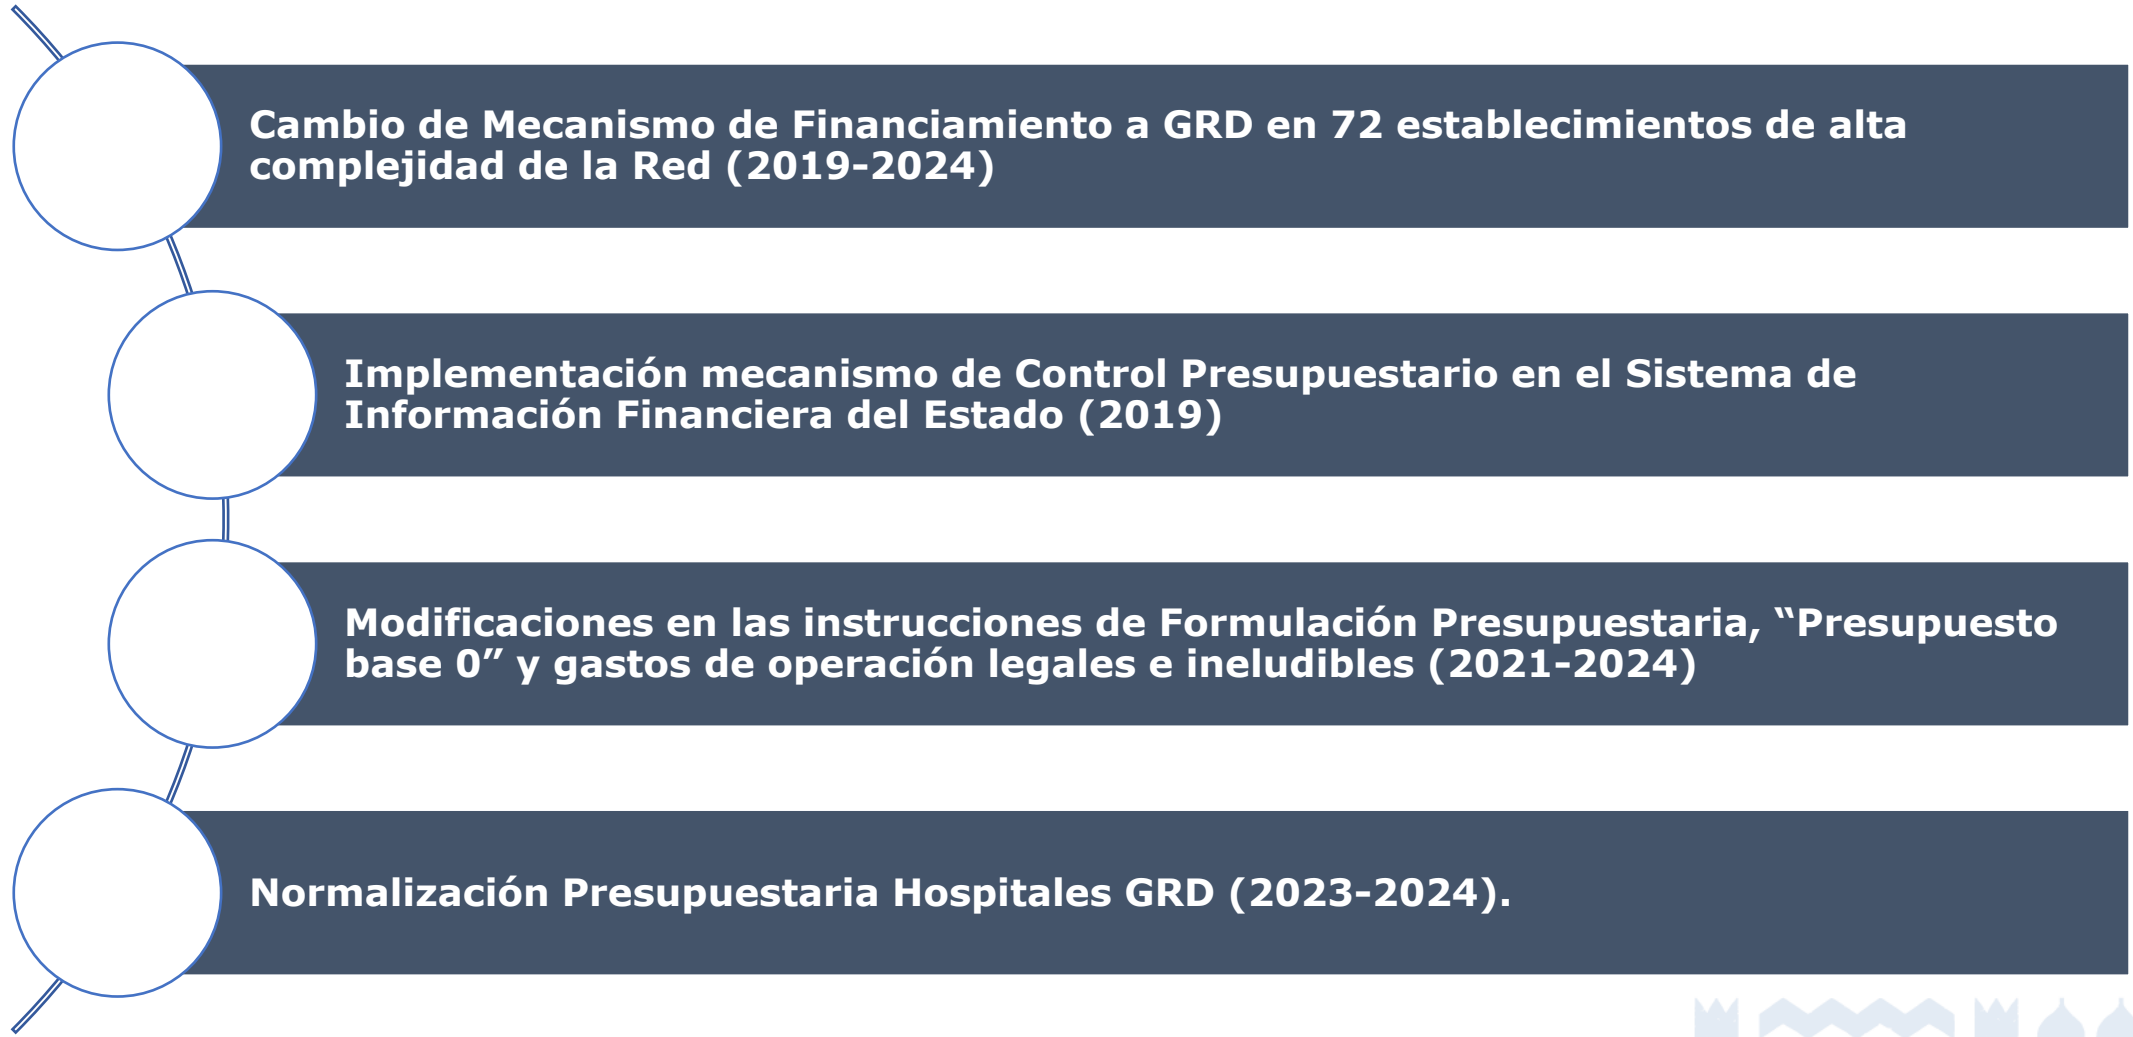 Cambio de Mecanismo de Financiamiento a GRD en 72 establecimientos de alta
complejidad de la Red (2019-2024)
Implementación mecanismo de Control Presupuestario en el Sistema de
Información Financiera del Estado (2019)
Modificaciones en las instrucciones de Formulación Presupuestaria, “Presupuesto
base 0” y gastos de operación legales e ineludibles (2021-2024)
Normalización Presupuestaria Hospitales GRD (2023-2024).